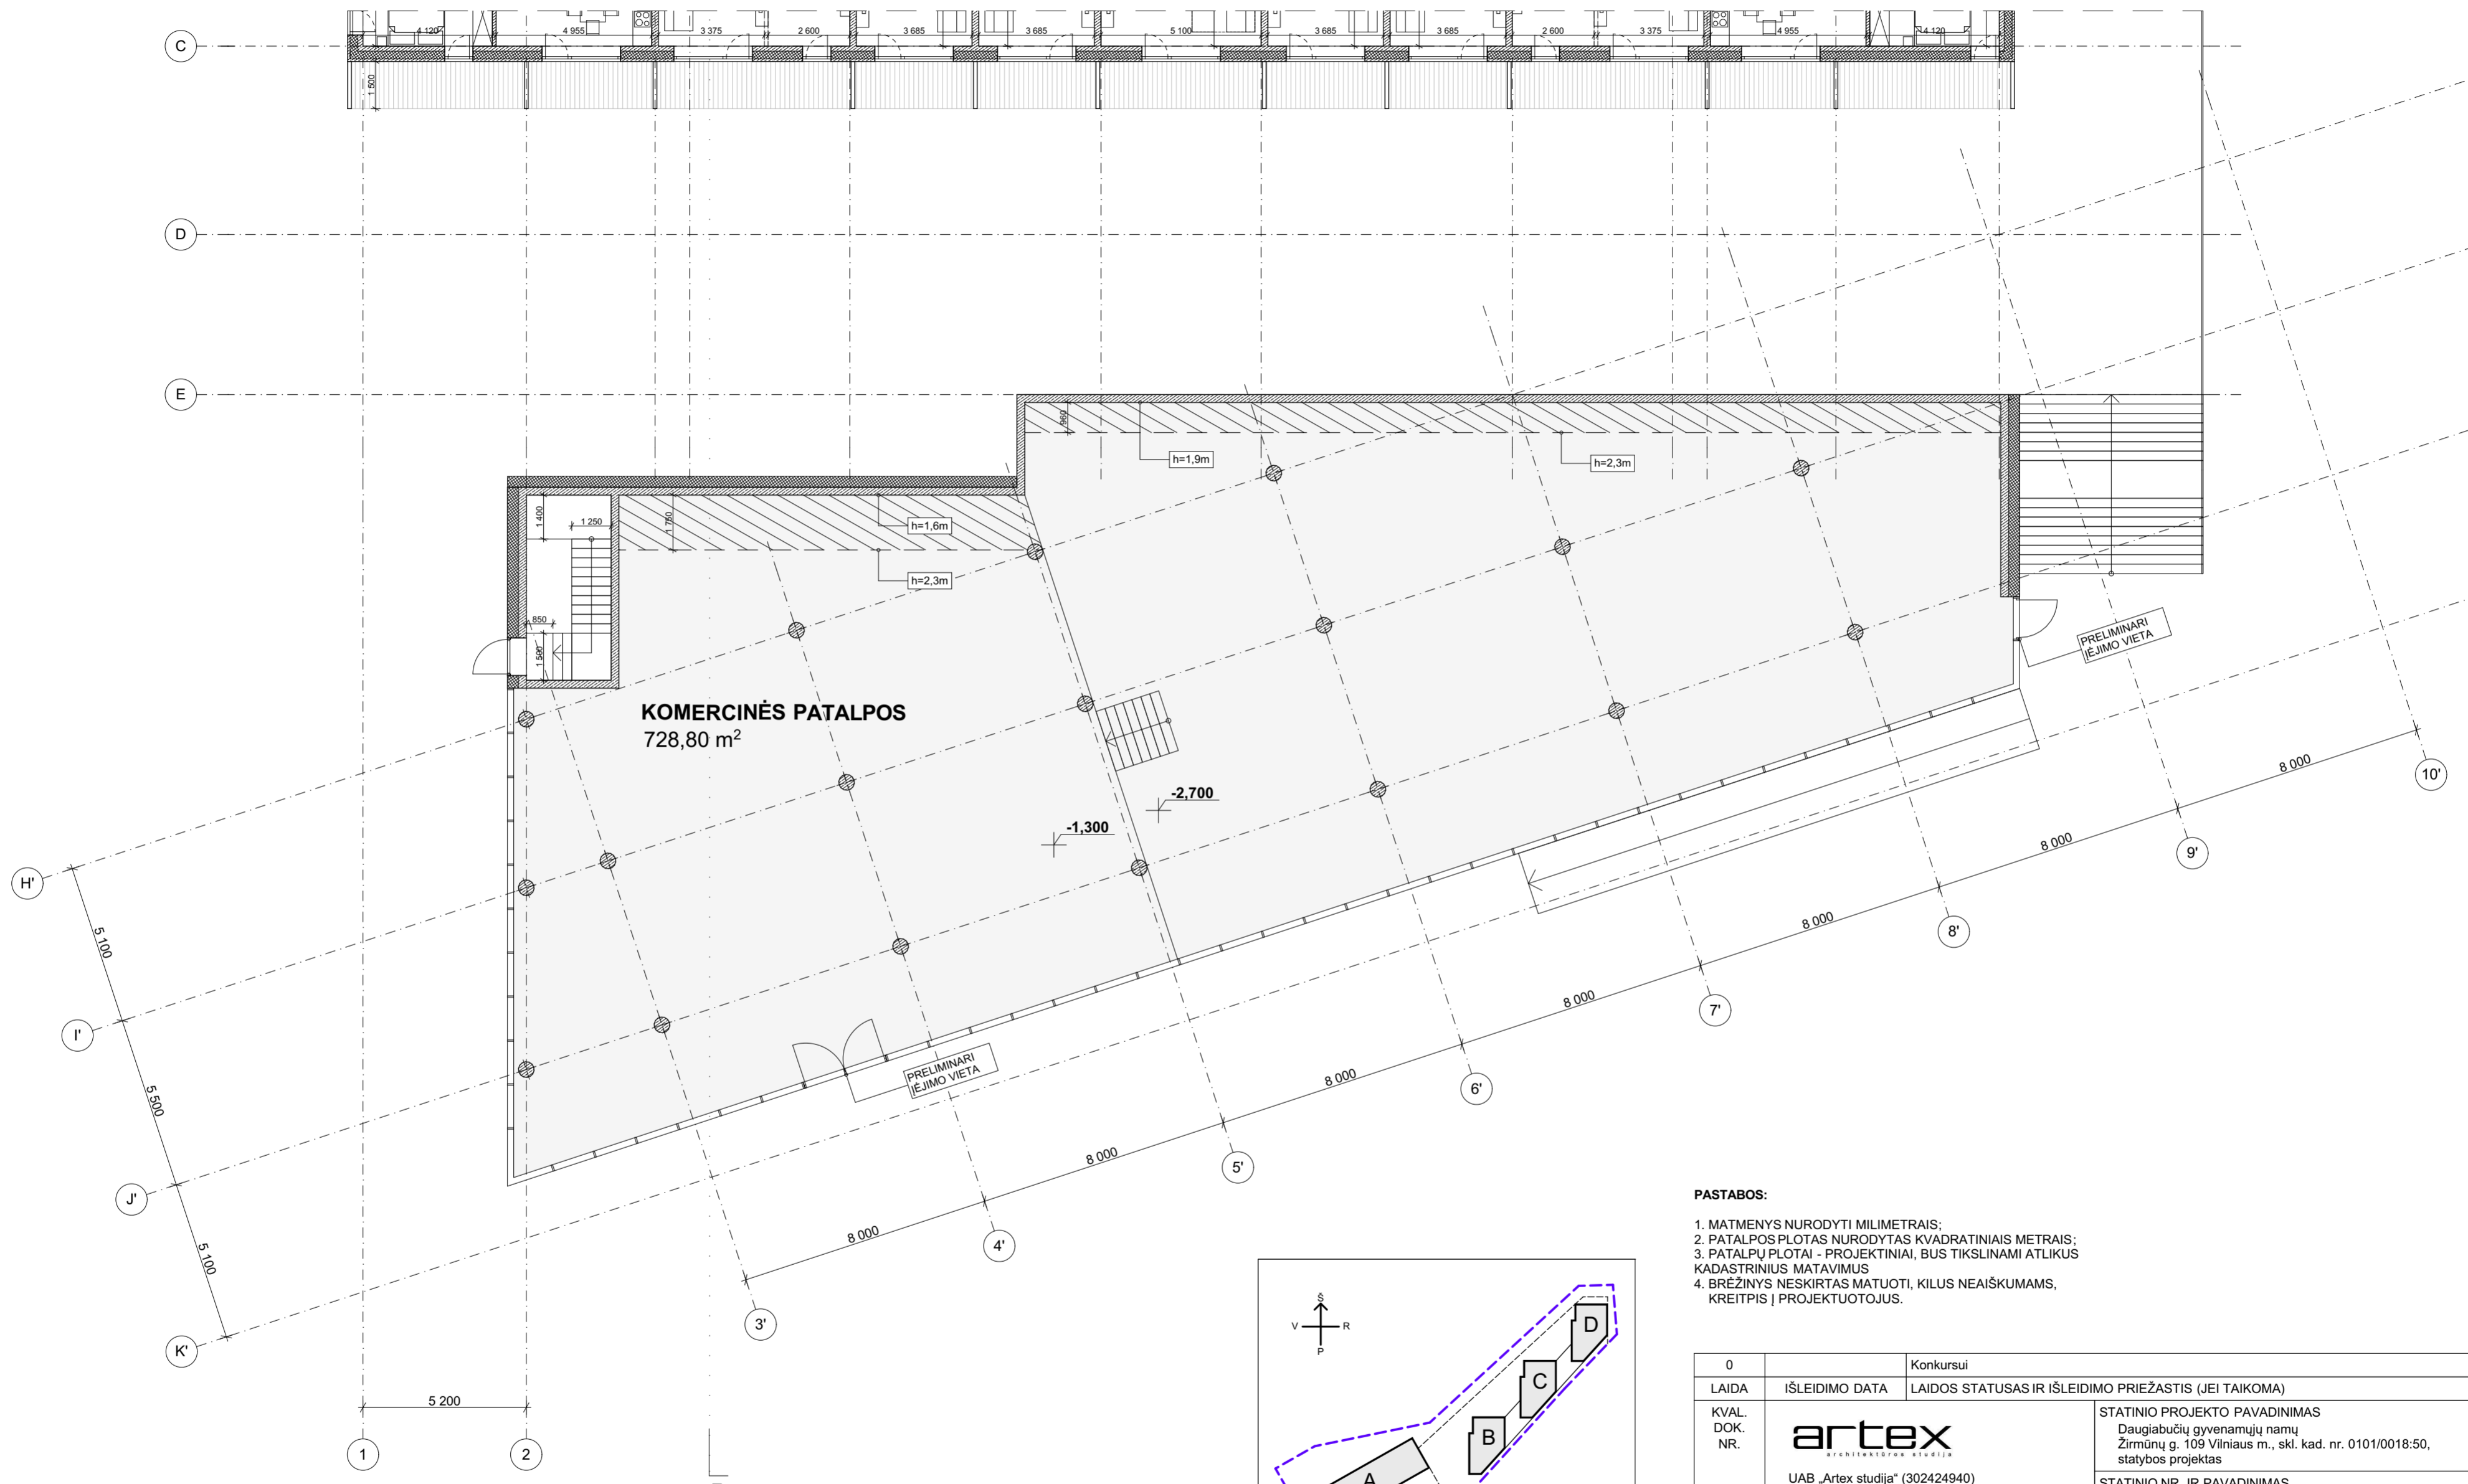 C
4 120
4 955
3 375
2 600
3 685
3 685
5 100
3 685
3 685
2 600
3 375
4 955
4 120
1 500
D
E
960
h=1,9m
h=2,3m
1 400
1 250
1 750
h=1,6m
h=2,3m
850
1 500
PRELIMINARI
ĮĖJIMO VIETA
KOMERCINĖS PATALPOS
728,80 m²
-2,700
-1,300
8 000
10'
8 000
9'
H'
8 000
8'
5 100
8 000
7'
I'
PRELIMINARI
ĮĖJIMO VIETA
8 000
6'
5 500
8 000
5'
J'
8 000
4'
5 100
3'
K'
5 200
1
2
PASTABOS:
1. MATMENYS NURODYTI MILIMETRAIS;
2. PATALPOS PLOTAS NURODYTAS KVADRATINIAIS METRAIS;
3. PATALPŲ PLOTAI - PROJEKTINIAI, BUS TIKSLINAMI ATLIKUS
KADASTRINIUS MATAVIMUS
4. BRĖŽINYS NESKIRTAS MATUOTI, KILUS NEAIŠKUMAMS,
KREITPIS Į PROJEKTUOTOJUS.
Š
V
R
P
D
C
B
A
0
Konkursui
LAIDA
IŠLEIDIMO DATA
LAIDOS STATUSAS IR IŠLEIDIMO PRIEŽASTIS (JEI TAIKOMA)
KVAL.
DOK.
NR.
artex
architektūros studija
UAB „Artex studija“ (302424940)
STATINIO PROJEKTO PAVADINIMAS
Daugiabučių gyvenamųjų namų
Žirmūnų g. 109 Vilniaus m., skl. kad. nr. 0101/0018:50,
statybos projektas
STATINIO NR. IR PAVADINIMAS